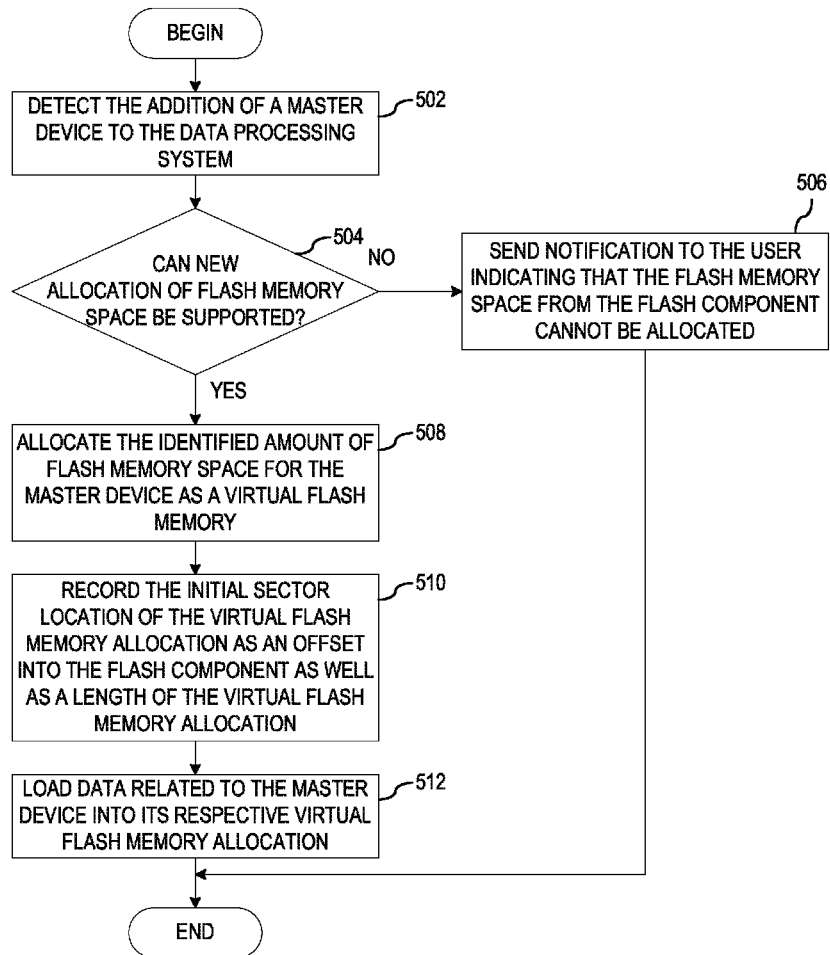 BEGIN
DETECT THE ADDITION OF A MASTER
DEVICE TO THE DATA PROCESSING
SYSTEM
502
504
CAN NEW
ALLOCATION OF FLASH MEMORY
SPACE BE SUPPORTED?
NO
506
SEND NOTIFICATION TO THE USER
INDICATING THAT THE FLASH MEMORY
SPACE FROM THE FLASH COMPONENT
CANNOT BE ALLOCATED
YES
ALLOCATE THE IDENTIFIED AMOUNT OF
FLASH MEMORY SPACE FOR THE
MASTER DEVICE AS A VIRTUAL FLASH
MEMORY
508
RECORD THE INITIAL SECTOR
LOCATION OF THE VIRTUAL FLASH
MEMORY ALLOCATION AS AN OFFSET
INTO THE FLASH COMPONENT AS WELL
AS A LENGTH OF THE VIRTUAL FLASH
MEMORY ALLOCATION
510
LOAD DATA RELATED TO THE MASTER
DEVICE INTO ITS RESPECTIVE VIRTUAL
FLASH MEMORY ALLOCATION
512
END